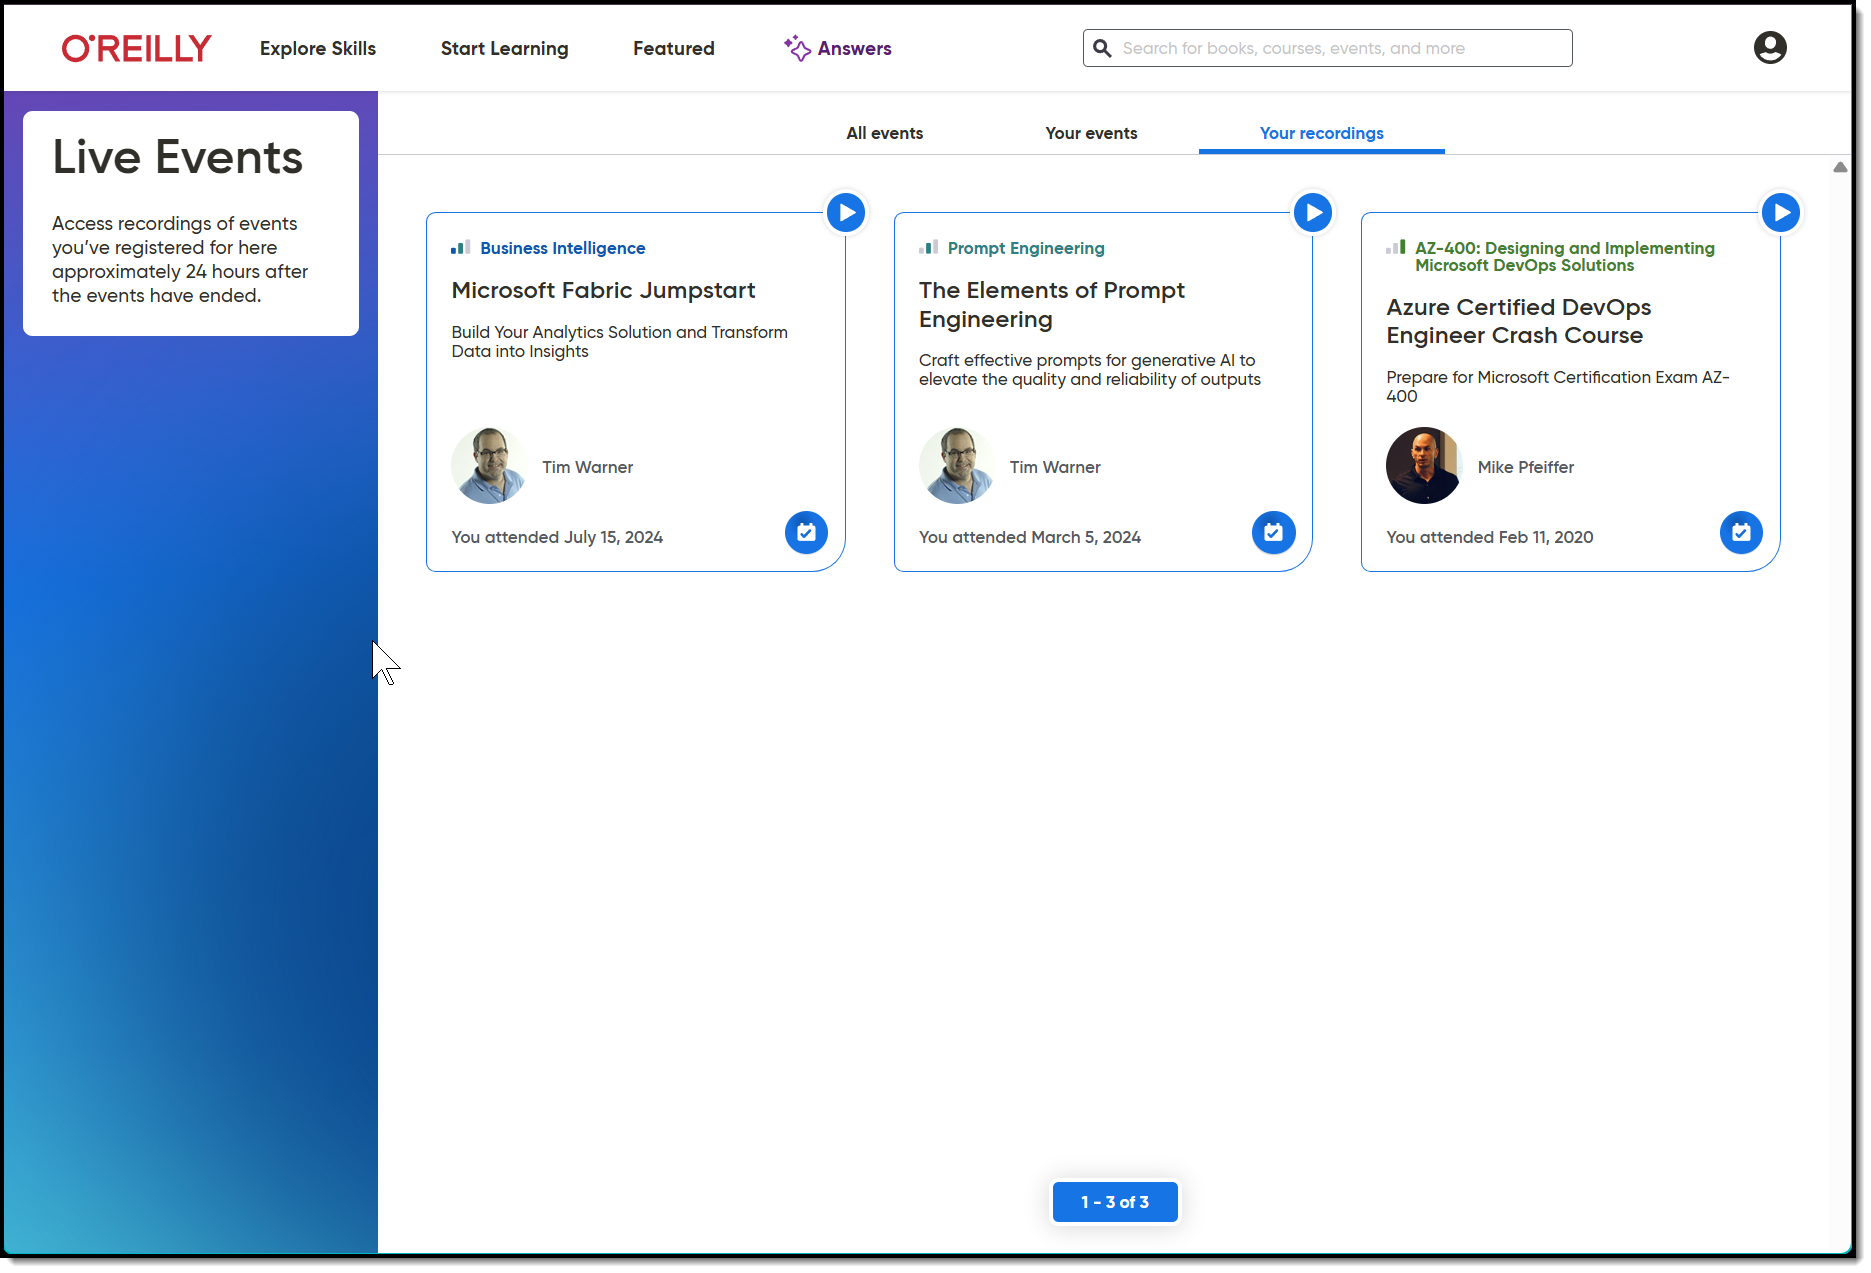 O'REILLY
Explore Skills
Start Learning
Featured
Answers
Search for books, courses, events, and more
Live Events
Access recordings of events
you've registered for here
approximately 24 hours after
the events have ended.
All events
Your events
Your recordings
Business Intelligence
Microsoft Fabric Jumpstart
Build Your Analytics Solution and Transform
Data into Insights
Tim Warner
You attended July 15, 2024
Prompt Engineering
The Elements of Prompt
Engineering
Craft effective prompts for generative AI to
elevate the quality and reliability of outputs
Tim Warner
You attended March 5, 2024
AZ-400: Designing and Implementing
Microsoft DevOps Solutions
Azure Certified DevOps
Engineer Crash Course
Prepare for Microsoft Certification Exam AZ-
400
Mike Pfeiffer
You attended Feb 11, 2020
1 - 3 of 3